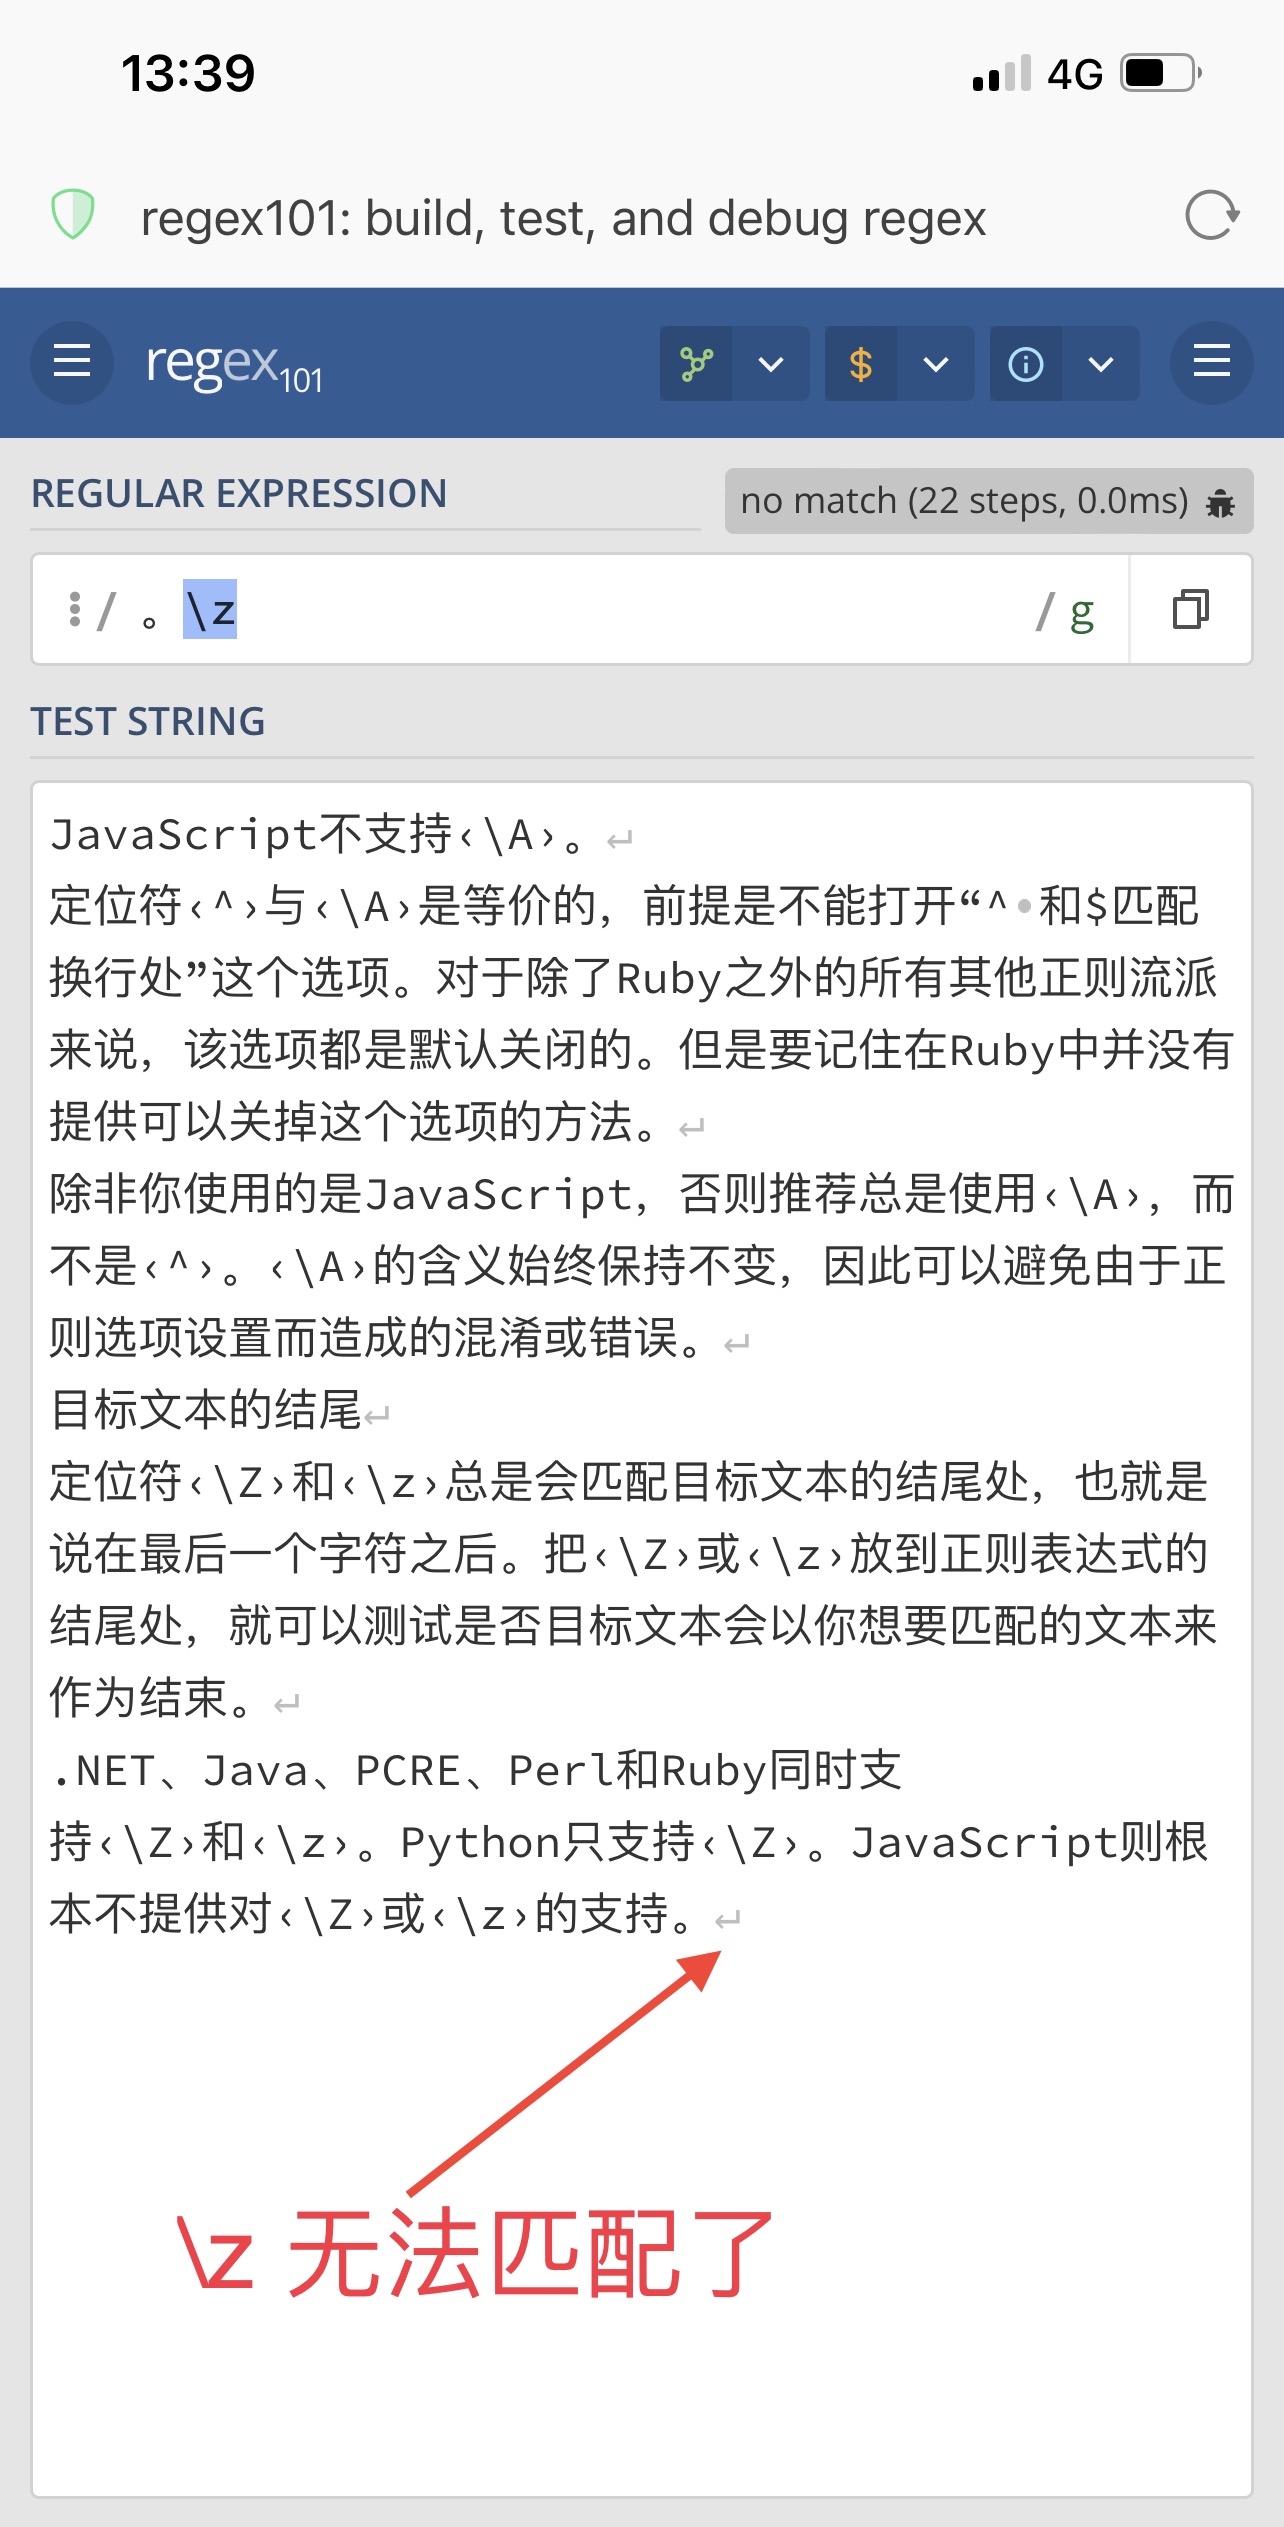 13:39
4G
regex101: build, test, and debug regex
regex101
$
REGULAR EXPRESSION
no match (22 steps, 0.0ms)
/ 。\z / g
TEST STRING
JavaScript不支持‹\A›。↵
定位符‹^›与‹\A›是等价的，前提是不能打开“^•和$匹配
换行处”这个选项。对于除了Ruby之外的所有其他正则流派
来说，该选项都是默认关闭的。但是要记住在Ruby中并没有
提供可以关掉这个选项的方法。↵
除非你使用的是JavaScript，否则推荐总是使用‹\A›，而
不是‹^›。‹\A›的含义始终保持不变，因此可以避免由于正
则选项设置而造成的混淆或错误。↵
目标文本的结尾↵
定位符‹\Z›和‹\z›总是会匹配目标文本的结尾处，也就是
说在最后一个字符之后。把‹\Z›或‹\z›放到正则表达式的
结尾处，就可以测试是否目标文本会以你想要匹配的文本来
作为结束。↵
.NET、Java、PCRE、Perl和Ruby同时支
持‹\Z›和‹\z›。Python只支持‹\Z›。JavaScript则根
本不提供对‹\Z›或‹\z›的支持。↵
\z 无法匹配了